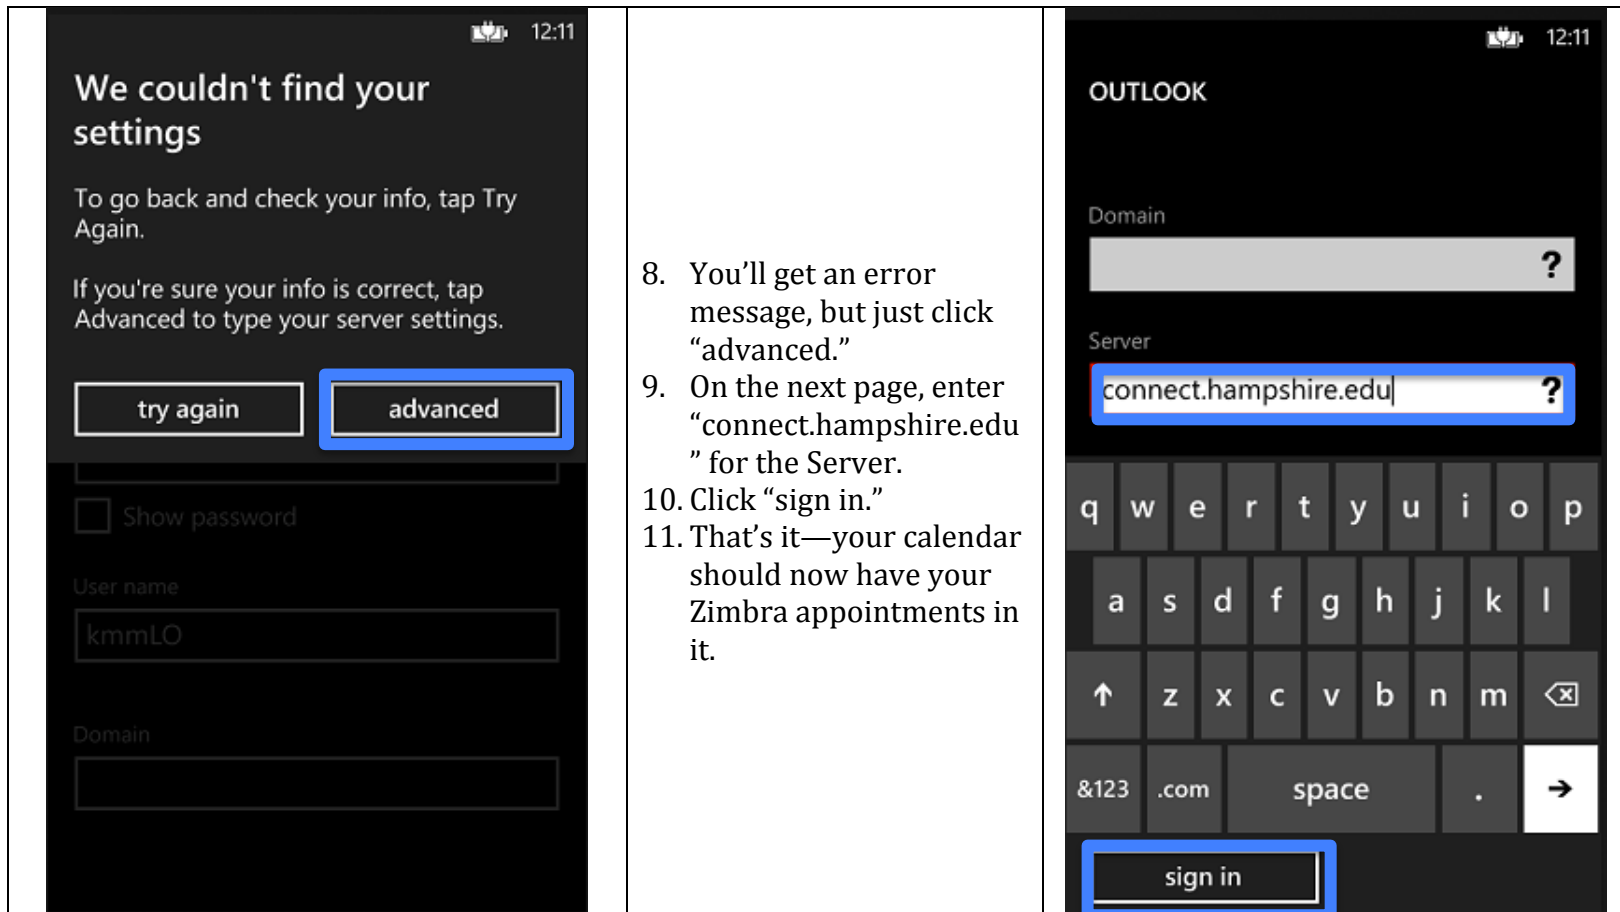 12:11
We couldn't find your
settings
To go back and check your info, tap Try
Again.
If you're sure your info is correct, tap
Advanced to type your server settings.
try again
advanced
Show password
User name
kmmLO
Domain
8. You’ll get an error
message, but just click
“advanced.”
9. On the next page, enter
“connect.hampshire.edu
” for the Server.
10. Click “sign in.”
11. That’s it—your calendar
should now have your
Zimbra appointments in
it.
12:11
OUTLOOK
Domain
?
Server
connect.hampshire.edu
?
q w e r t y u i o p
a s d f g h j k l
z x c v b n m
&123 .com space .
sign in